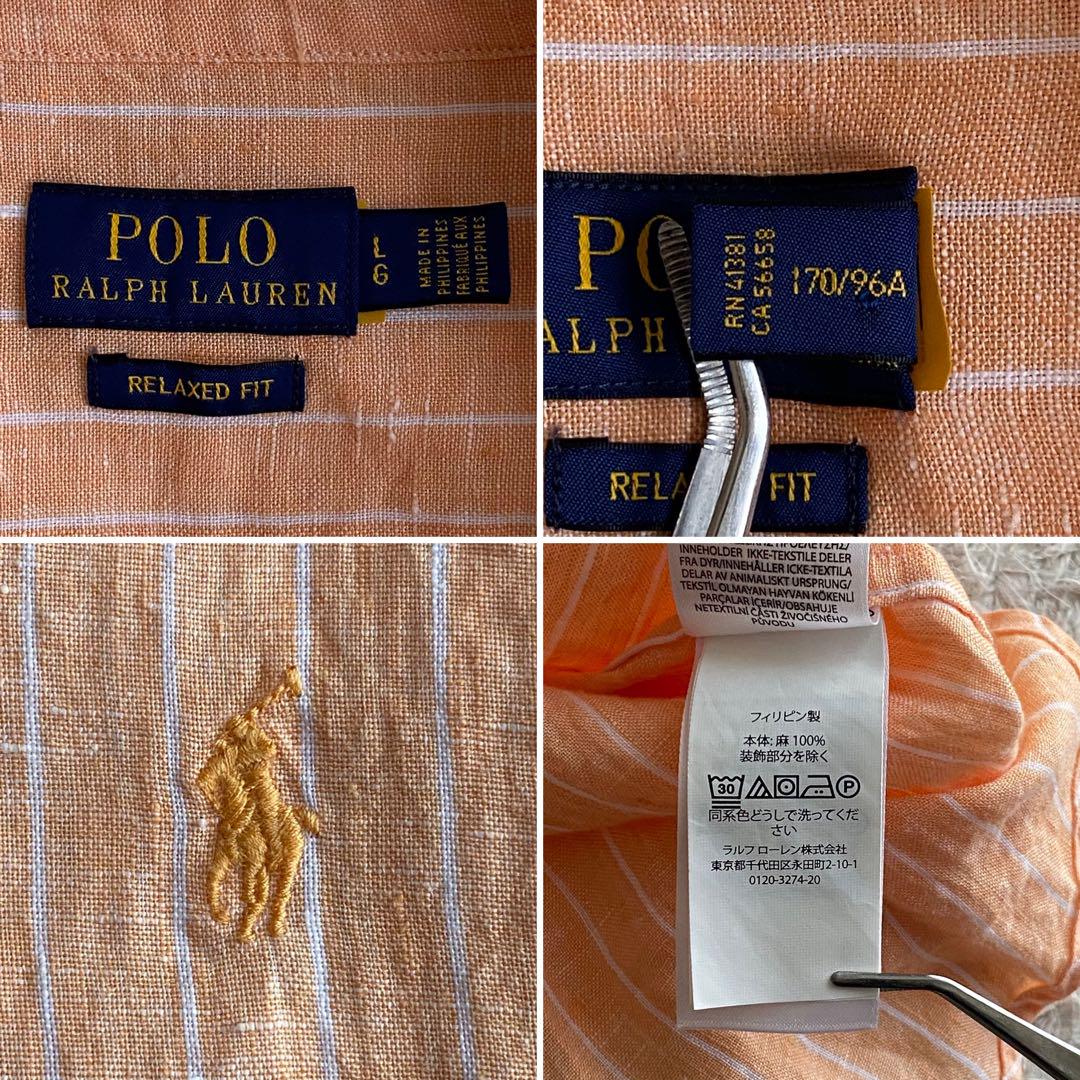 POLO
RALPH LAUREN
L
G
MADE IN
PHILIPPINES
FABRIQUÉ AUX
PHILIPPINES
RELAXED FIT
RN 41381
CA 56658
170/96A
FIT
INNEHOLDER IKKE-TEKSTILE DELER
FRA DYR/INNEHÅLLER ICKE-TEXTILA
DELAR AV ANIMALISKT URSPRUNG/
TEKSTİL OLMAYAN HAYVAN KÖKENLİ
PARÇALAR İÇERİR/OBSAHUJE
NETEXTILNÍ ČÁSTI ŽIVOČIŠNÉHO
PŮVODU
フィリピン製
本体: 麻 100%
装飾部分を除く
30
P
同系色どうしで洗ってくだ
さい
ラルフ ローレン株式会社
東京都千代田区永田町2-10-1
0120-3274-20